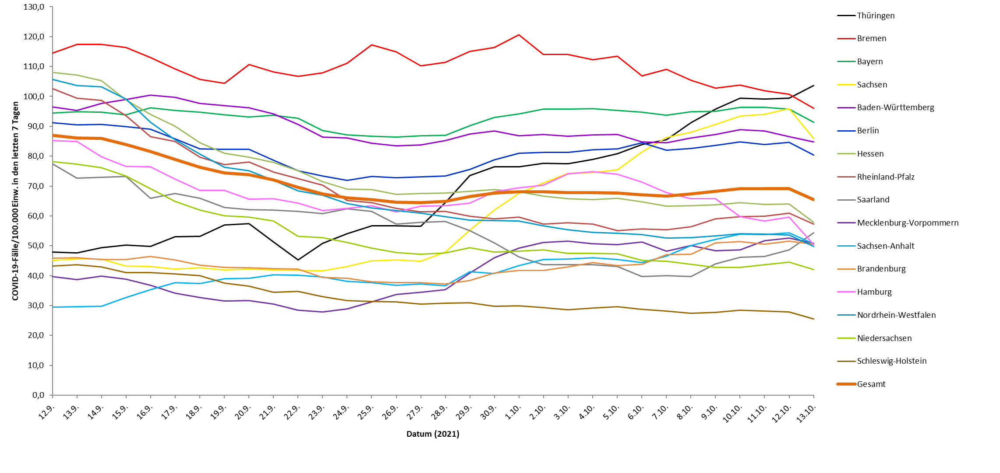 COVID-19-Fälle/100.000Einw. in den letzten 7 Tagen
130,0
120,0
110,0
100,0
90,0
80,0
70,0
60,0
50,0
40,0
30,0
20,0
10,0
0,0
12.9.
13.9.
14.9.
15.9.
16.9.
17.9.
18.9.
19.9.
20.9.
21.9.
22.9.
23.9.
24.9.
25.9.
26.9.
27.9.
28.9.
29.9.
30.9.
1.10.
2.10.
3.10.
4.10.
5.10.
6.10.
7.10.
8.10.
9.10.
10.10.
11.10.
12.10.
13.10.
Datum (2021)
Thüringen
Bremen
Bayern
Sachsen
Baden-Württemberg
Berlin
Hessen
Rheinland-Pfalz
Saarland
Mecklenburg-Vorpommern
Sachsen-Anhalt
Brandenburg
Hamburg
Nordrhein-Westfalen
Niedersachsen
Schleswig-Holstein
Gesamt